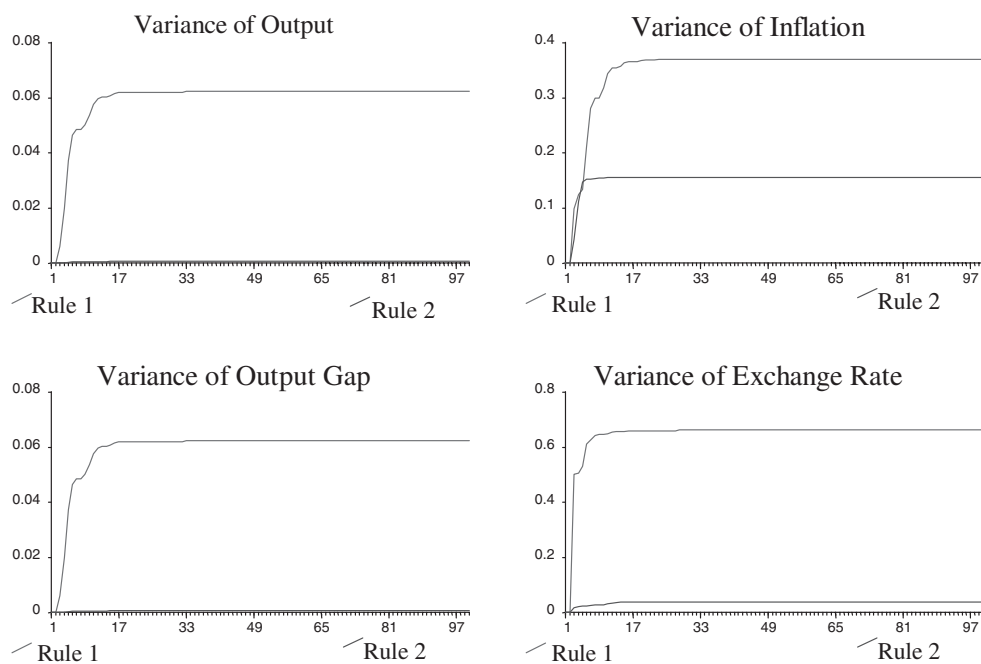 Variance of Output
0.08
0.06
0.04
0.02
0
1 17 33 49 65 81 97
Rule 1 Rule 2
Variance of Inflation
0.4
0.3
0.2
0.1
0
1 17 33 49 65 81 97
Rule 1 Rule 2
Variance of Output Gap
0.08
0.06
0.04
0.02
0
1 17 33 49 65 81 97
Rule 1 Rule 2
Variance of Exchange Rate
0.8
0.6
0.4
0.2
0
1 17 33 49 65 81 97
Rule 1 Rule 2